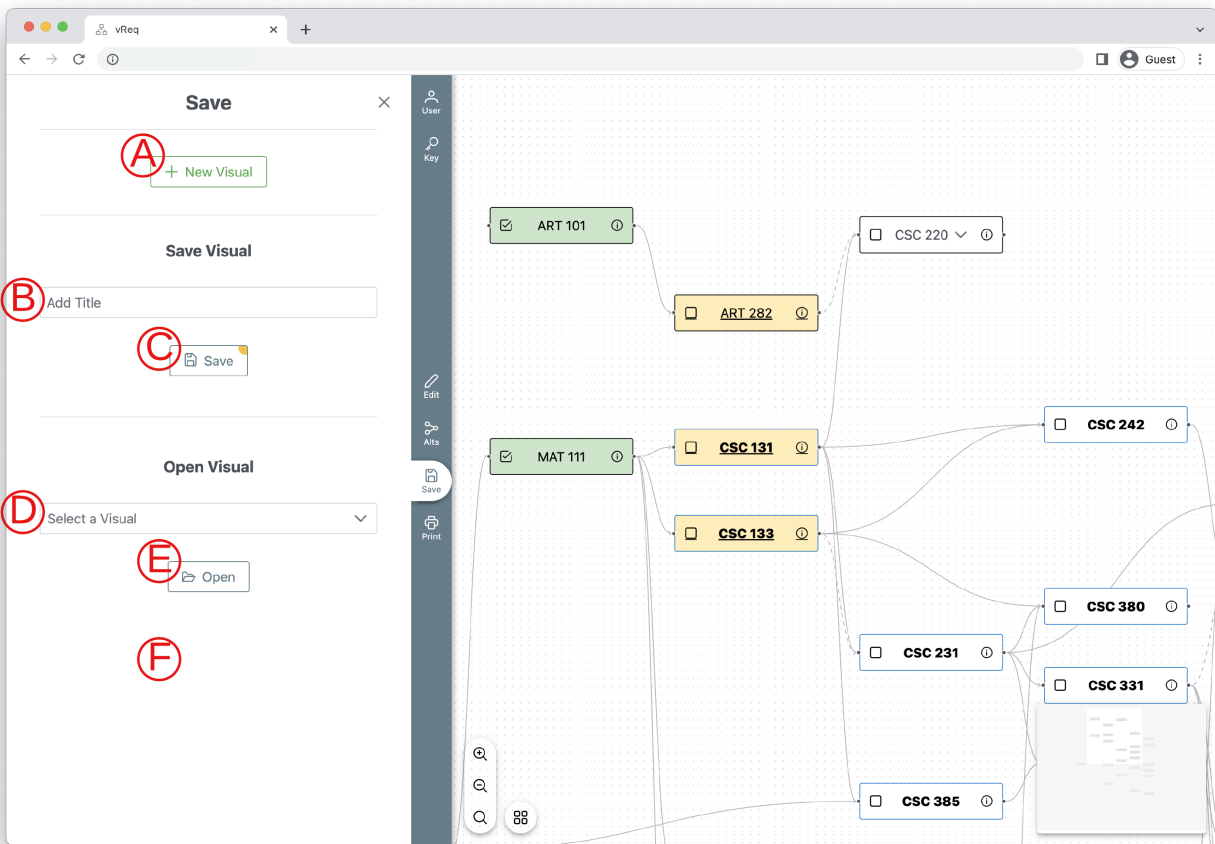 vReq
Guest
Save
A
+ New Visual
Save Visual
B
Add Title
C
Save
Open Visual
D
Select a Visual
E
Open
F
User
Key
Edit
Alts
Save
Print
ART 101
CSC 220
ART 282
CSC 242
MAT 111
CSC 131
CSC 133
CSC 380
CSC 231
CSC 331
CSC 385